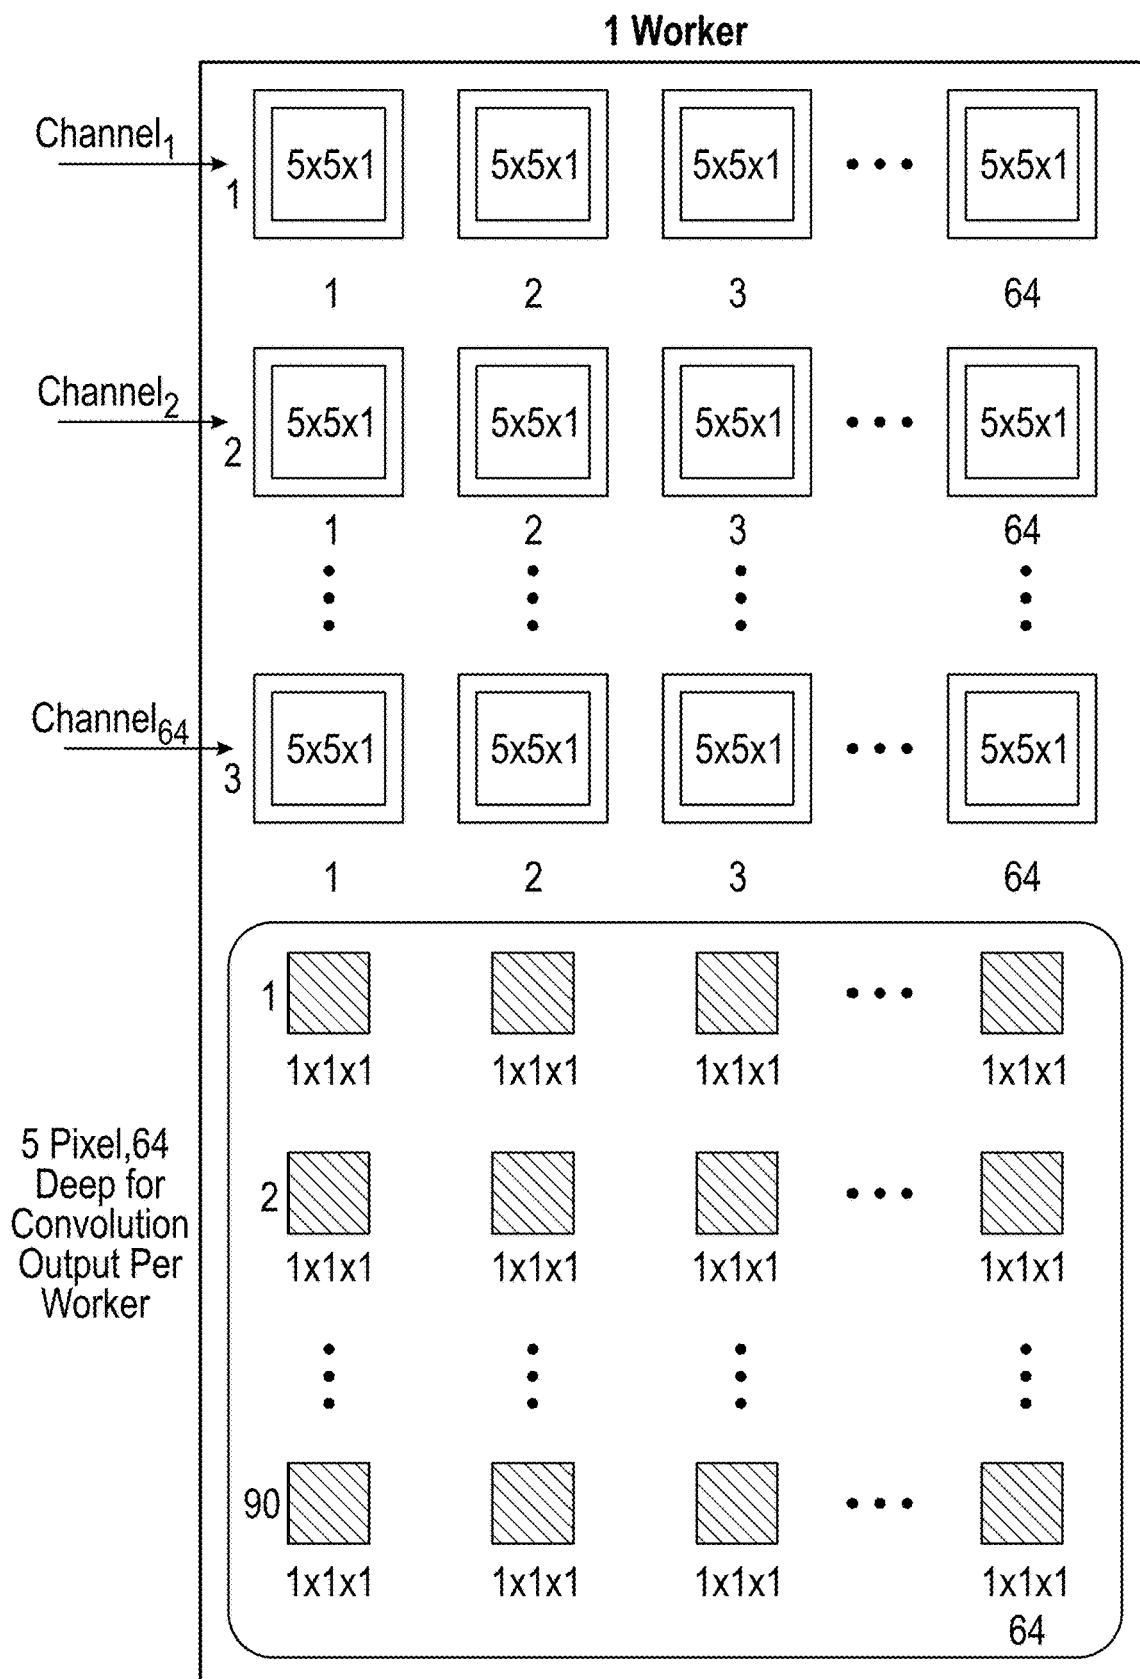 1 Worker
Channel1
1
5x5x1 5x5x1 5x5x1 5x5x1
1 2 3 64
Channel2
2
5x5x1 5x5x1 5x5x1 5x5x1
1 2 3 64
Channel64
3
5x5x1 5x5x1 5x5x1 5x5x1
1 2 3 64
1
1x1x1 1x1x1 1x1x1 1x1x1
5 Pixel,64
Deep for
Convolution
Output Per
Worker
2
1x1x1 1x1x1 1x1x1 1x1x1
90
1x1x1 1x1x1 1x1x1 1x1x1
64